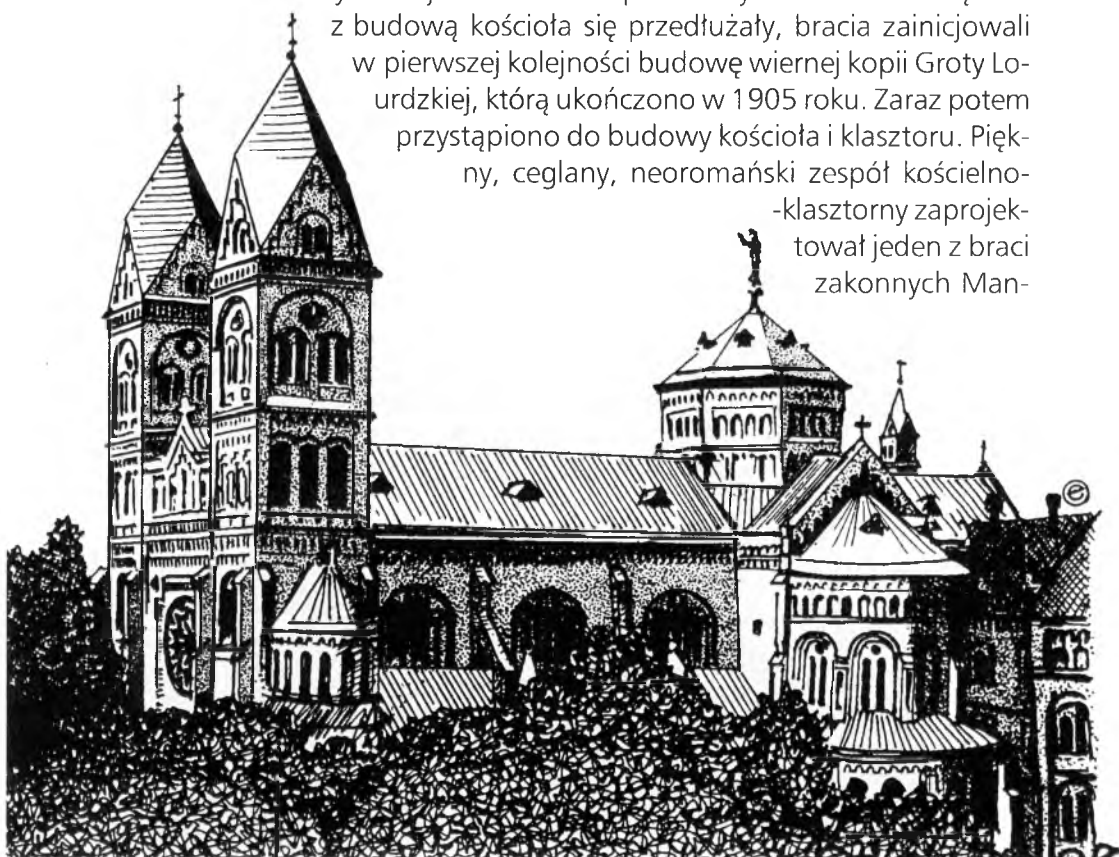 z budową kościoła się przedłużały, bracia zainicjowali
w pierwszej kolejności budowę wiernej kopii Groty Lo-
urdzkiej, którą ukończono w 1905 roku. Zaraz potem
przystąpiono do budowy kościoła i klasztoru. Pięk-
ny, ceglany, neoromański zespół kościelno-
-klasztorny zaprojek-
tował jeden z braci
zakonnych Man-
e